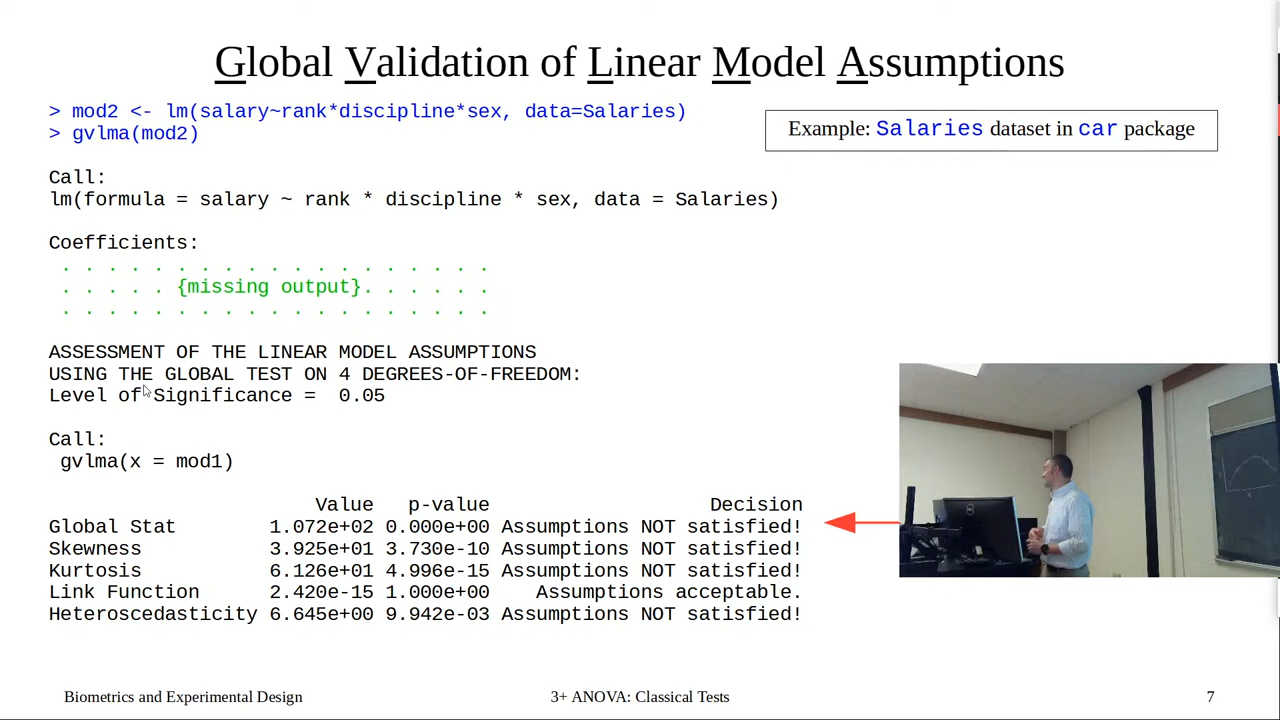 Global Validation of Linear Model Assumptions
> mod2 <- lm(salary~rank*discipline*sex, data=Salaries)
> gvlma(mod2)
Example: Salaries dataset in car package
Call:
lm(formula = salary ~ rank * discipline * sex, data = Salaries)
Coefficients:
. . . . . . . . . . . . . . . . . . .
. . . . . {missing output}. . . . . .
. . . . . . . . . . . . . . . . . . .
ASSESSMENT OF THE LINEAR MODEL ASSUMPTIONS
USING THE GLOBAL TEST ON 4 DEGREES-OF-FREEDOM:
Level of Significance =  0.05
Call:
gvlma(x = mod1)
Value p-value Decision
Global Stat 1.072e+02 0.000e+00 Assumptions NOT satisfied!
Skewness 3.925e+01 3.730e-10 Assumptions NOT satisfied!
Kurtosis 6.126e+01 4.996e-15 Assumptions NOT satisfied!
Link Function 2.420e-15 1.000e+00 Assumptions acceptable.
Heteroscedasticity 6.645e+00 9.942e-03 Assumptions NOT satisfied!
Biometrics and Experimental Design
3+ ANOVA: Classical Tests
7